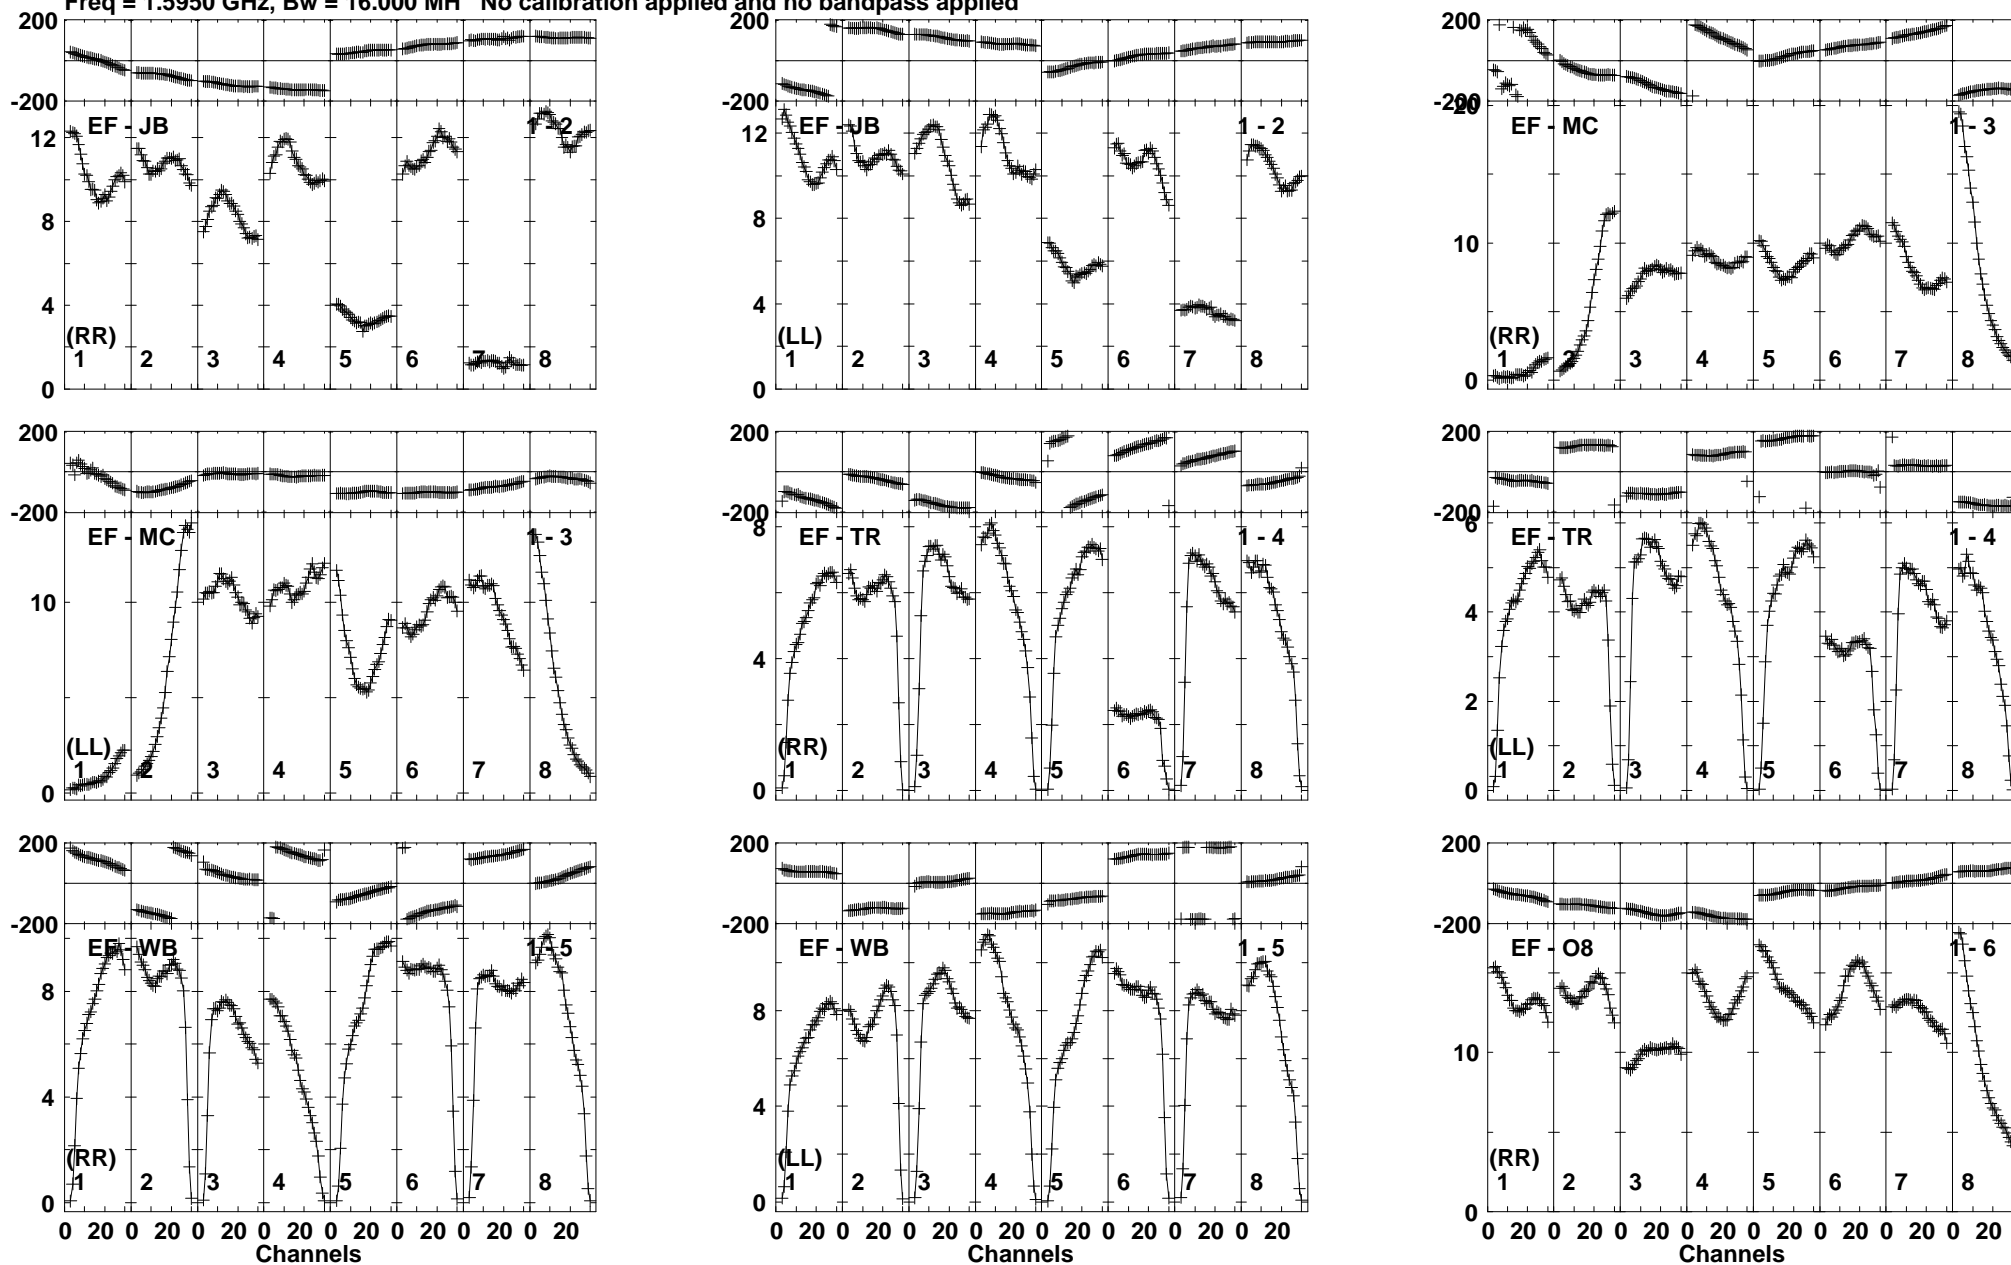 Freq = 1.5950 GHz, Bw = 16.000 MH No calibration applied and no bandpass applied
200 200 200
-200 -200 -200
20
12 EF - JB 1 - 2 12 EF - JB 1 - 2 EF - MC 1 - 3
8 8 10
4 4
(RR) (LL) (RR)
1 2 3 4 5 6 7 8 1 2 3 4 5 6 7 8 1 2 3 4 5 6 7 8
0 0 0
200 200 200
-200 -200 -200
EF - MC 1 - 3 8 EF - TR 1 - 4 6 EF - TR 1 - 4
10 4 4
2
(LL) (RR) (LL)
1 2 3 4 5 6 7 8 1 2 3 4 5 6 7 8 1 2 3 4 5 6 7 8
0 0 0
200 200 200
-200 -200 -200
EF - WB 1 - 5 EF - WB 1 - 5 EF - O8 1 - 6
8 8 10
4 4
(RR) (LL) (RR)
1 2 3 4 5 6 7 8 1 2 3 4 5 6 7 8 1 2 3 4 5 6 7 8
0 0 0
0 20 0 20 0 20 0 20 0 20 0 20 0 20 0 20 0 20 0 20 0 20 0 20 0 20 0 20 0 20 0 20 0 20 0 20 0 20 0 20 0 20 0 20 0 20 0 20
Channels Channels Channels